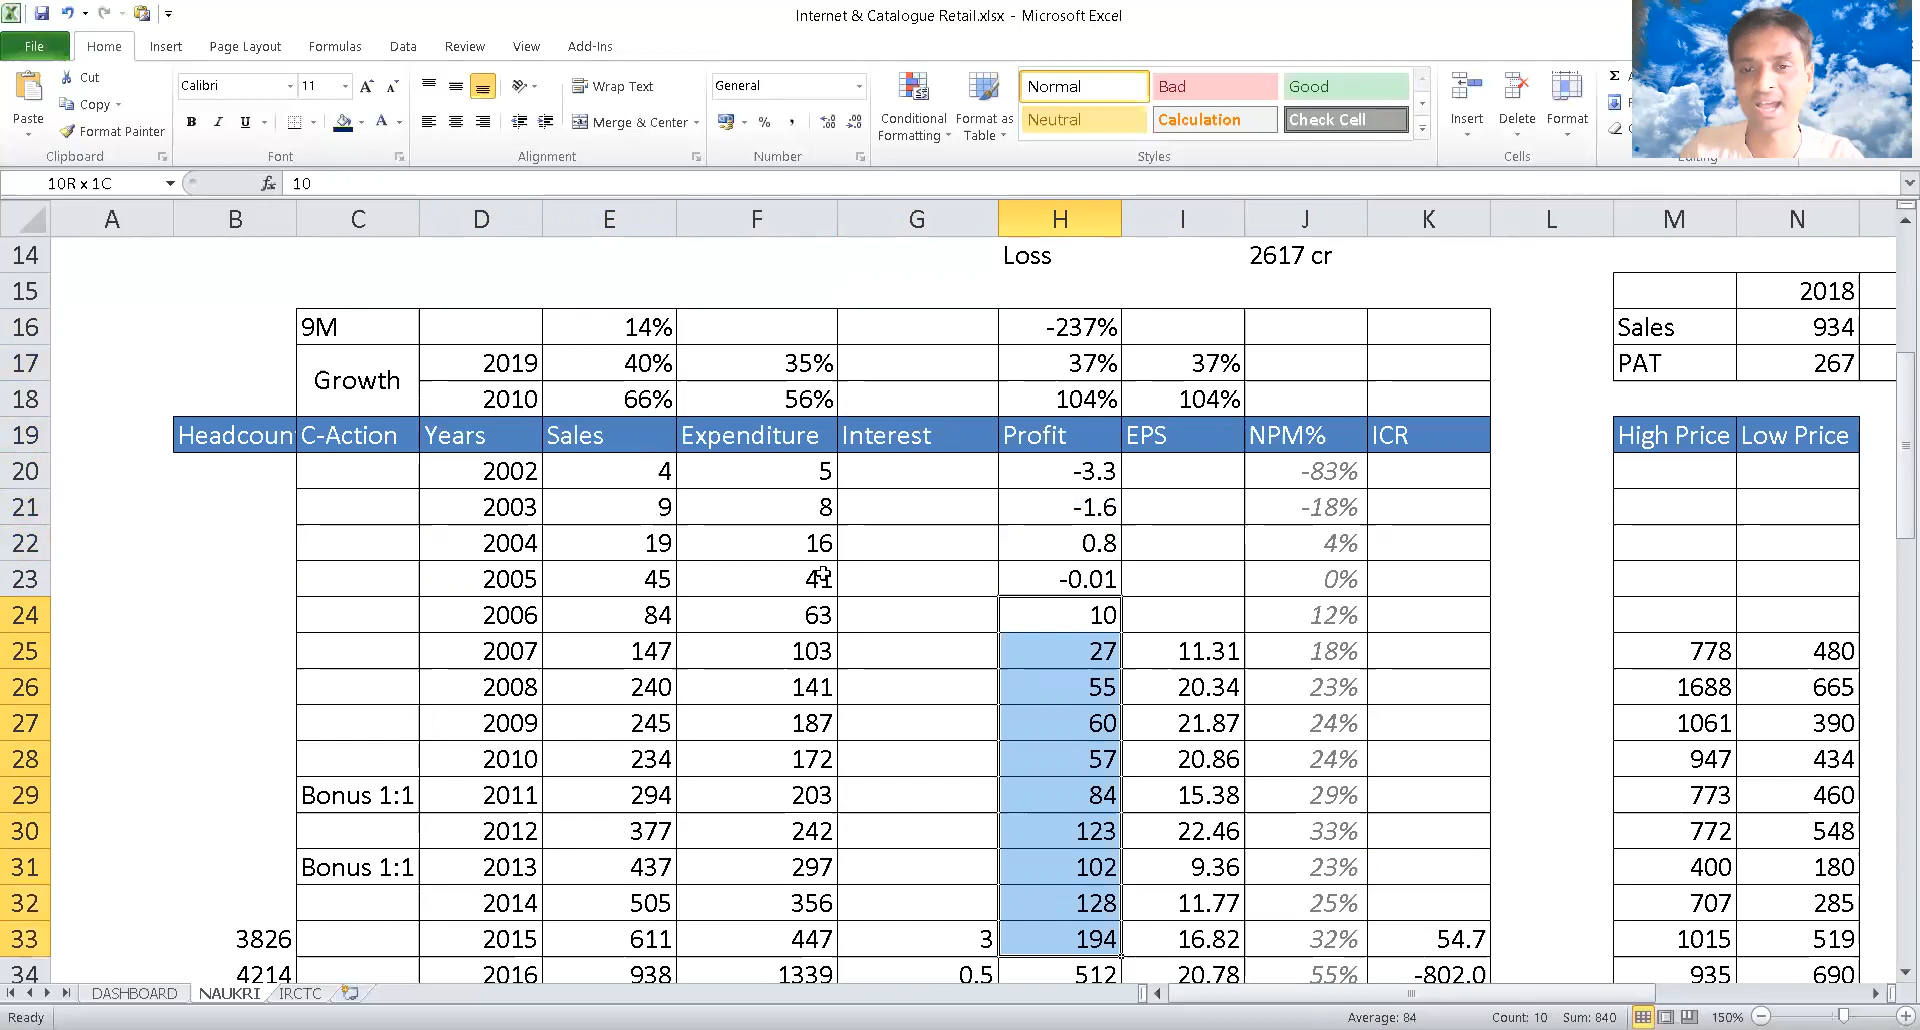 Internet & Catalogue Retail.xlsx - Microsoft Excel
File Home Insert Page Layout Formulas Data Review View Add-Ins
Cut
Copy
Format Painter
Paste
Clipboard
Calibri 11
B I U
Font
Wrap Text
Merge & Center
Alignment
General
Number
Conditional Formatting
Format as Table
Normal Bad Good
Neutral Calculation Check Cell
Styles
Insert Delete Format
Cells
10R x 1C fx 10
A B C D E F G H I J K L M N
14 Loss 2617 cr
15 2018
16 9M 14% -237% Sales 934
17 Growth 2019 40% 35% 37% 37% PAT 267
18 2010 66% 56% 104% 104%
19 Headcoun C-Action Years Sales Expenditure Interest Profit EPS NPM% ICR High Price Low Price
20 2002 4 5 -3.3 -83%
21 2003 9 8 -1.6 -18%
22 2004 19 16 0.8 4%
23 2005 45 41 -0.01 0%
24 2006 84 63 10 12%
25 2007 147 103 27 11.31 18% 778 480
26 2008 240 141 55 20.34 23% 1688 665
27 2009 245 187 60 21.87 24% 1061 390
28 2010 234 172 57 20.86 24% 947 434
29 Bonus 1:1 2011 294 203 84 15.38 29% 773 460
30 2012 377 242 123 22.46 33% 772 548
31 Bonus 1:1 2013 437 297 102 9.36 23% 400 180
32 2014 505 356 128 11.77 25% 707 285
33 3826 2015 611 447 3 194 16.82 32% 54.7 1015 519
34 4214 2016 938 1339 0.5 512 20.78 55% -802.0 935 690
DASHBOARD NAUKRI IRCTC
Ready Average: 84 Count: 10 Sum: 840 150%